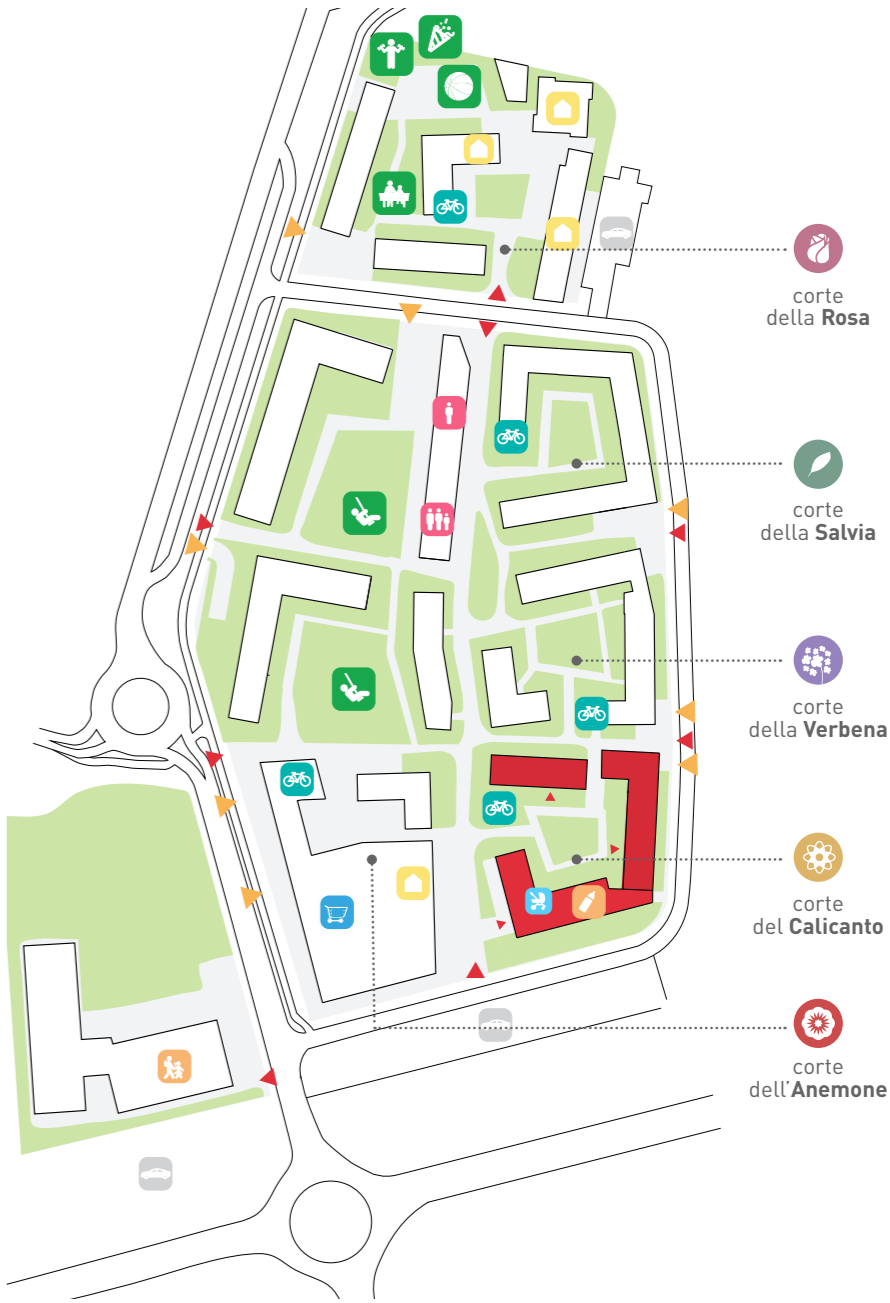 corte
della Rosa
corte
della Salvia
corte
della Verbena
corte
del Calicanto
corte
dell'Anemone